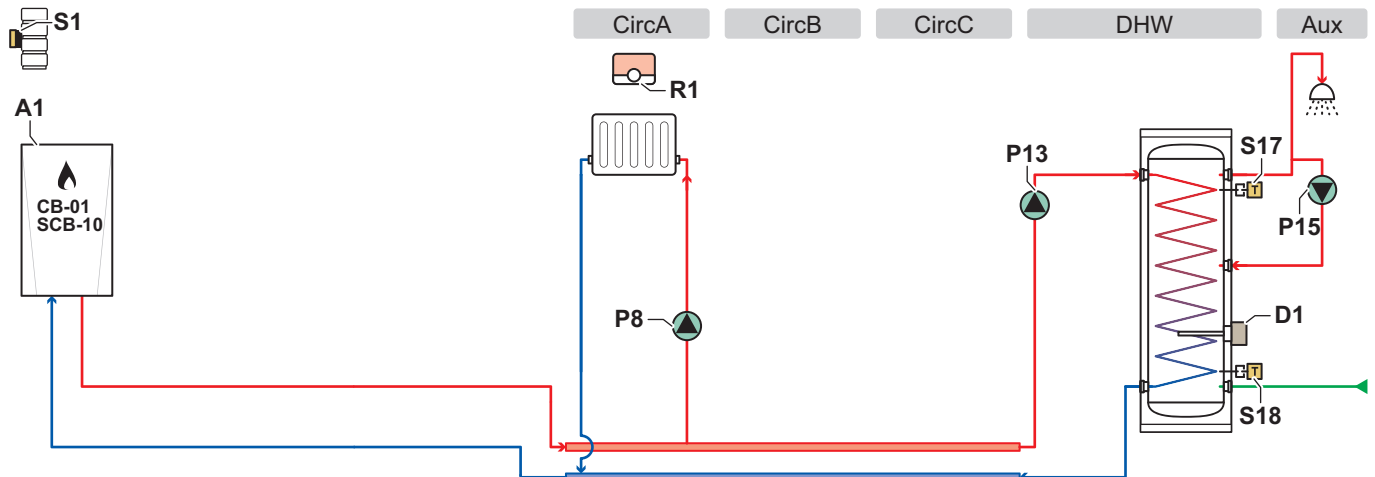 S1
CircA
CircB
CircC
DHW
Aux
R1
A1
CB-01
SCB-10
P13
S17
T
P15
P8
D1
T
S18